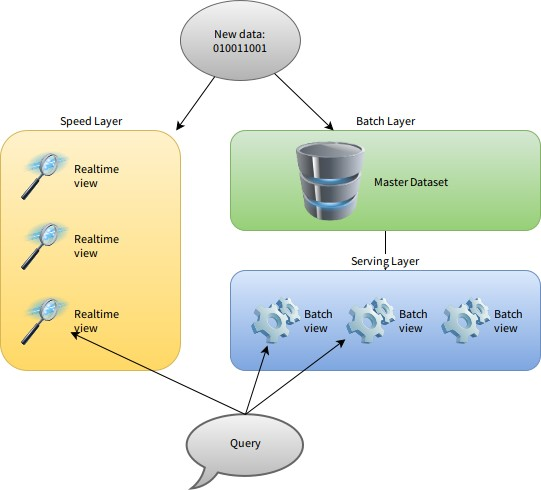 New data:
010011001
Speed Layer
Batch Layer
Realtime
view
Master Dataset
Realtime
view
Serving Layer
Realtime
view
Batch
view
Batch
view
Batch
view
Query